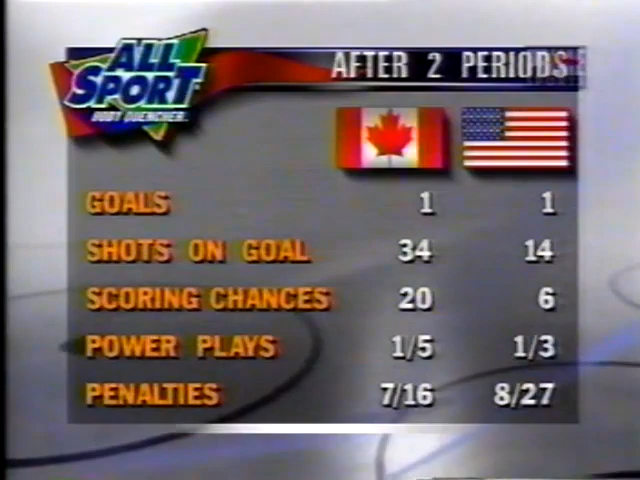 ALL
SPORT
BODY QUENCHER.
AFTER 2 PERIODS
GOALS 1 1
SHOTS ON GOAL 34 14
SCORING CHANCES 20 6
POWER PLAYS 1/5 1/3
PENALTIES 7/16 8/27